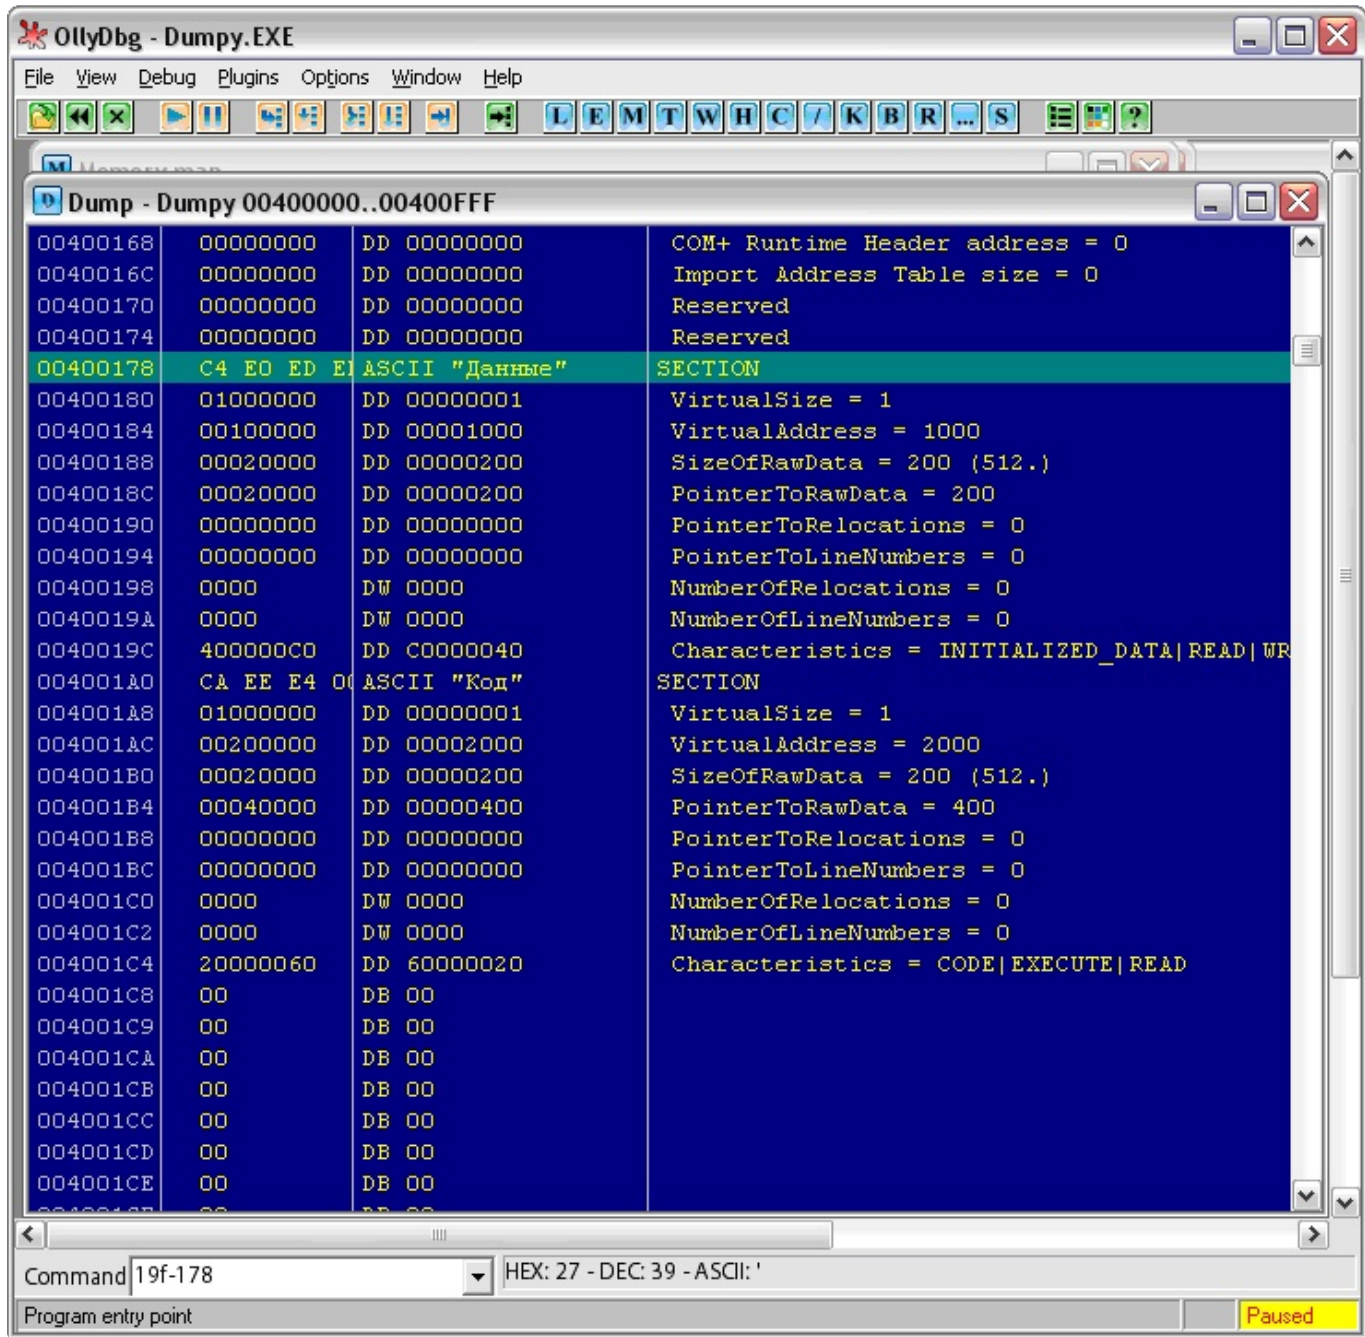 OllyDbg - Dumpy.EXE
File View Debug Plugins Options Window Help
L E M T W H C / K B R ... S ?
M Memory map
D Dump - Dumpy 00400000..00400FFF
00400168 00000000 DD 00000000 COM+ Runtime Header address = 0
0040016C 00000000 DD 00000000 Import Address Table size = 0
00400170 00000000 DD 00000000 Reserved
00400174 00000000 DD 00000000 Reserved
00400178 C4 E0 ED ASCII "Данные" SECTION
00400180 01000000 DD 00000001 VirtualSize = 1
00400184 00100000 DD 00001000 VirtualAddress = 1000
00400188 00020000 DD 00000200 SizeOfRawData = 200 (512.)
0040018C 00020000 DD 00000200 PointerToRawData = 200
00400190 00000000 DD 00000000 PointerToRelocations = 0
00400194 00000000 DD 00000000 PointerToLineNumbers = 0
00400198 0000 DW 0000 NumberOfRelocations = 0
0040019A 0000 DW 0000 NumberOfLineNumbers = 0
0040019C 400000C0 DD C0000040 Characteristics = INITIALIZED_DATA|READ|WR
004001A0 CA EE E4 ASCII "Код" SECTION
004001A8 01000000 DD 00000001 VirtualSize = 1
004001AC 00200000 DD 00002000 VirtualAddress = 2000
004001B0 00020000 DD 00000200 SizeOfRawData = 200 (512.)
004001B4 00040000 DD 00000400 PointerToRawData = 400
004001B8 00000000 DD 00000000 PointerToRelocations = 0
004001BC 00000000 DD 00000000 PointerToLineNumbers = 0
004001C0 0000 DW 0000 NumberOfRelocations = 0
004001C2 0000 DW 0000 NumberOfLineNumbers = 0
004001C4 20000060 DD 60000020 Characteristics = CODE|EXECUTE|READ
004001C8 00 DB 00
004001C9 00 DB 00
004001CA 00 DB 00
004001CB 00 DB 00
004001CC 00 DB 00
004001CD 00 DB 00
004001CE 00 DB 00
Command 19f-178 HEX: 27 - DEC: 39 - ASCII: '
Program entry point Paused